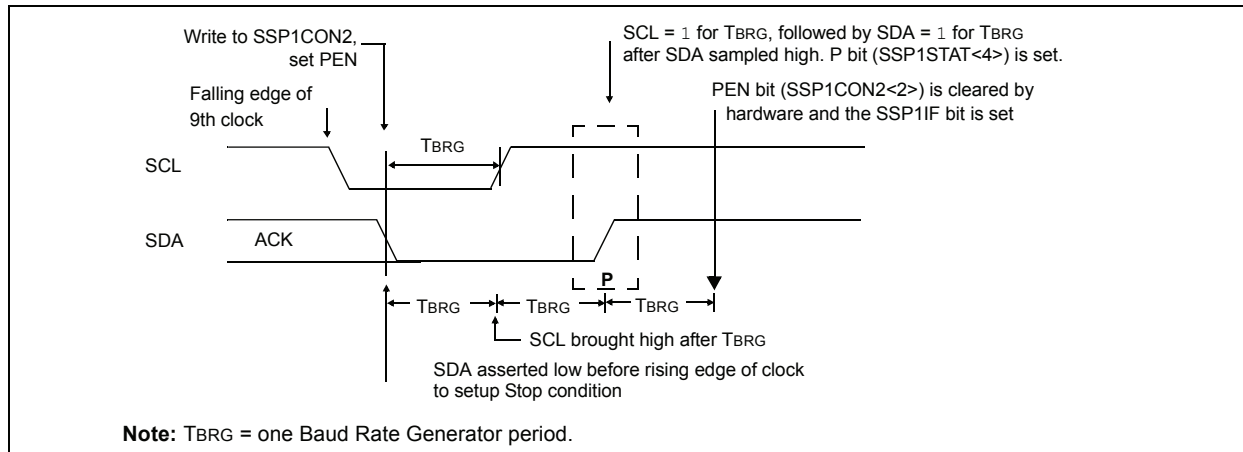 Write to SSP1CON2,
set PEN
SCL = 1 for TBRG, followed by SDA = 1 for TBRG
after SDA sampled high. P bit (SSP1STAT<4>) is set.
Falling edge of
9th clock
PEN bit (SSP1CON2<2>) is cleared by
hardware and the SSP1IF bit is set
TBRG
SCL
SDA
ACK
P
TBRG
TBRG
TBRG
SCL brought high after TBRG
SDA asserted low before rising edge of clock
to setup Stop condition
Note: TBRG = one Baud Rate Generator period.